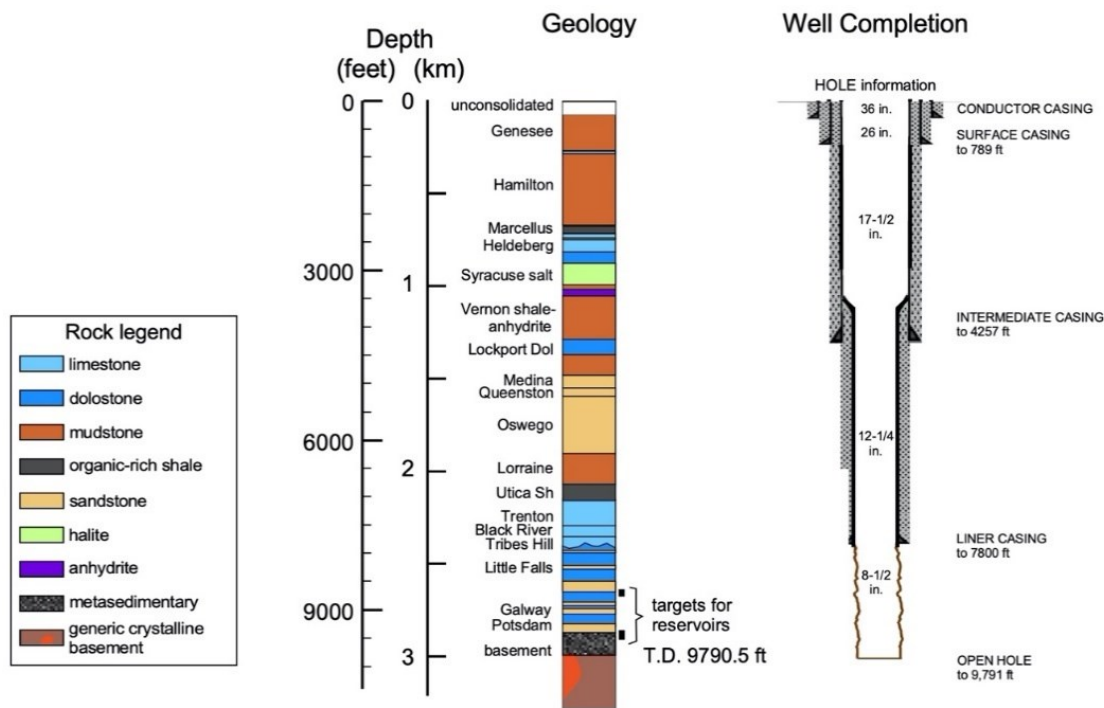 Geology
Well Completion
Depth
(feet) (km)
0
3000
6000
9000
0
1
2
3
unconsolidated
Genesee
Hamilton
Marcellus
Heldeberg
Syracuse salt
Vernon shale-
anhydrite
Lockport Dol
Medina
Queenston
Oswego
Lorraine
Utica Sh
Trenton
Black River
Tribes Hill
Little Falls
Galway
Potsdam
basement
targets for
reservoirs
T.D. 9790.5 ft
Rock legend
limestone
dolostone
mudstone
organic-rich shale
sandstone
halite
anhydrite
metasedimentary
generic crystalline
basement
HOLE information
36 in.
26 in.
17-1/2
in.
12-1/4
in.
8-1/2
in.
CONDUCTOR CASING
SURFACE CASING
to 789 ft
INTERMEDIATE CASING
to 4257 ft
LINER CASING
to 7800 ft
OPEN HOLE
to 9,791 ft